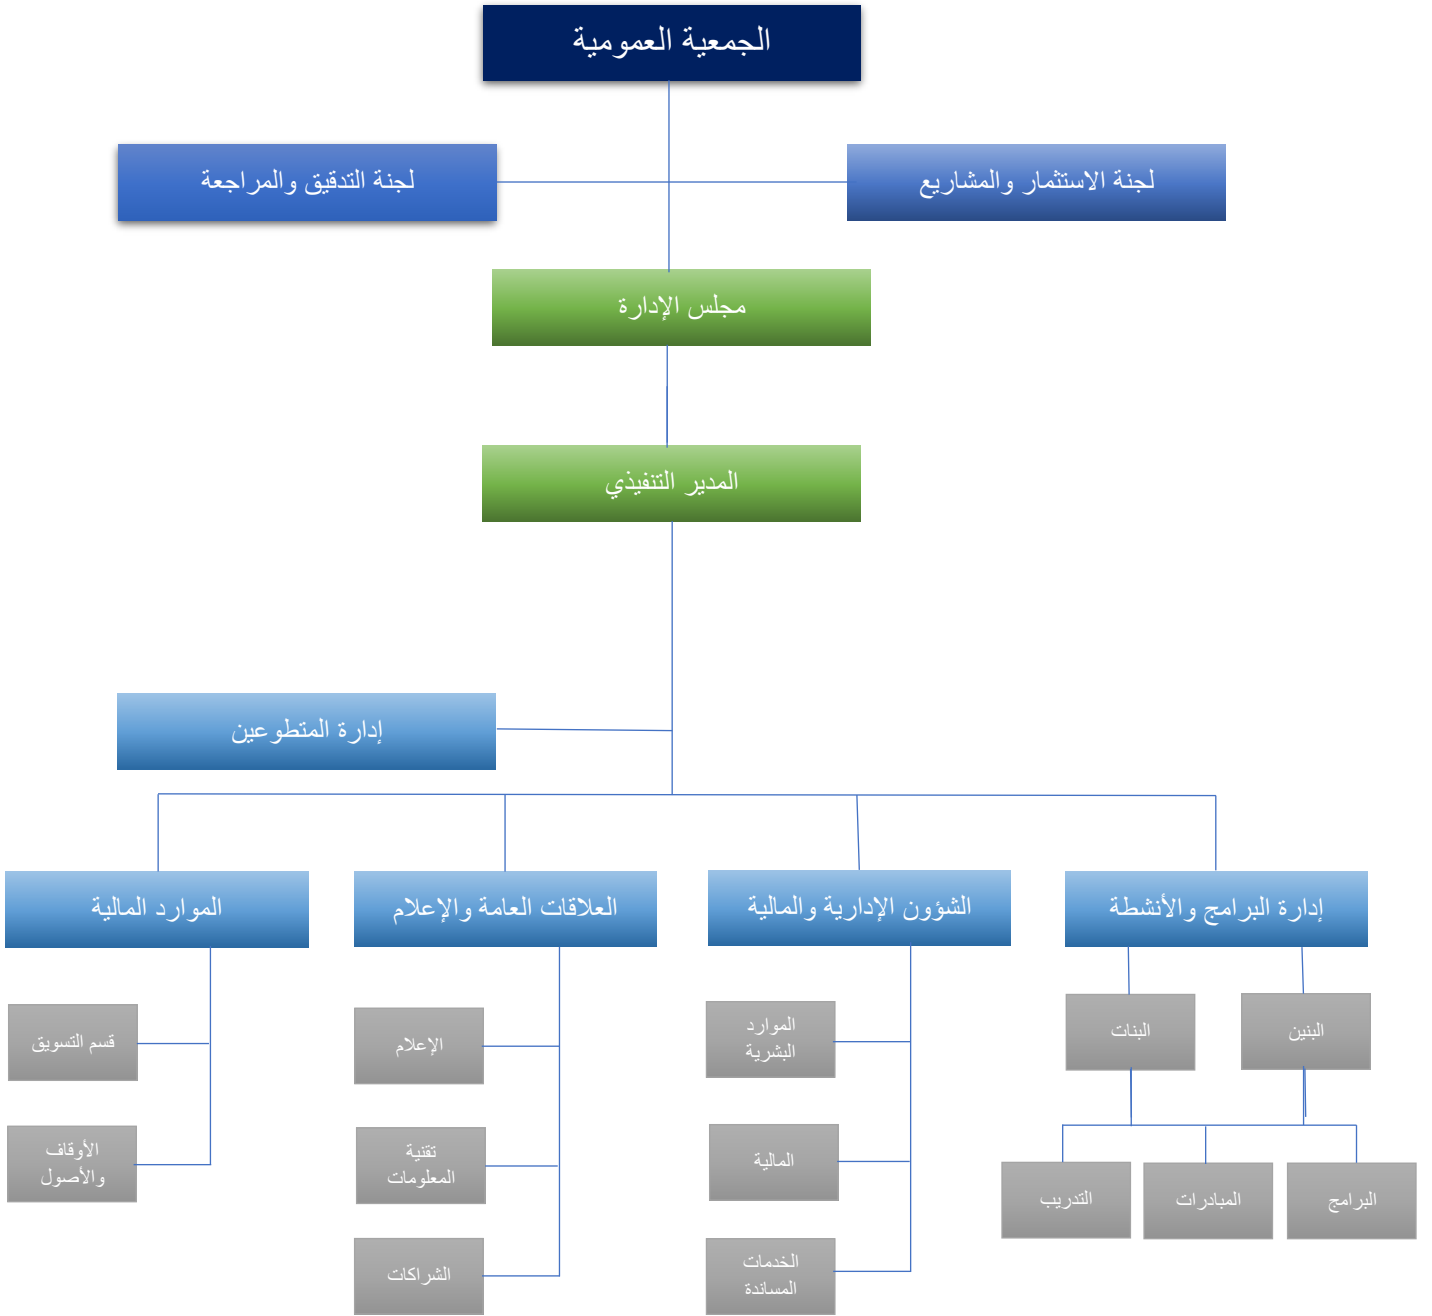 الجمعية العمومية
لجنة الاستثمار والمشاريع
لجنة التدقيق والمراجعة
مجلس الإدارة
المدير التنفيذي
إدارة المتطوعين
إدارة البرامج والأنشطة
الشؤون الإدارية والمالية
العلاقات العامة والإعلام
الموارد المالية
البنين
البنات
البرامج
المبادرات
التدريب
الموارد
البشرية
المالية
الخدمات
المساندة
الإعلام
تقنية
المعلومات
الشراكات
قسم التسويق
الأوقاف
والأصول